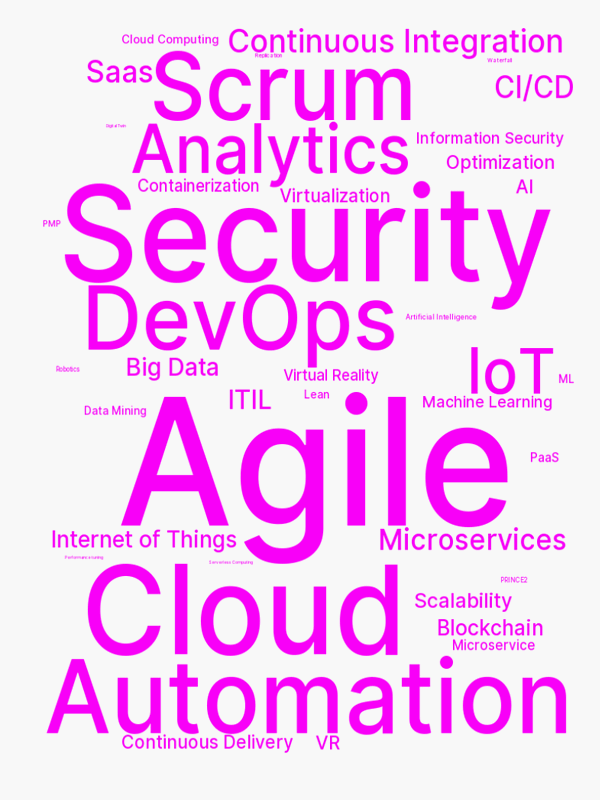 Cloud Computing
Continuous Integration
Replication
Waterfall
Saas
Scrum
CI/CD
Digital Twin
Analytics
Information Security
Optimization
Containerization
Virtualization
AI
PMP
Security
DevOps
Artificial Intelligence
Robotics
Big Data
Virtual Reality
IoT
ML
Data Mining
ITIL
Lean
Machine Learning
Agile
PaaS
Internet of Things
Microservices
Performance tuning
Serverless Computing
PRINCE2
Cloud
Scalability
Blockchain
Microservice
Automation
Continuous Delivery
VR